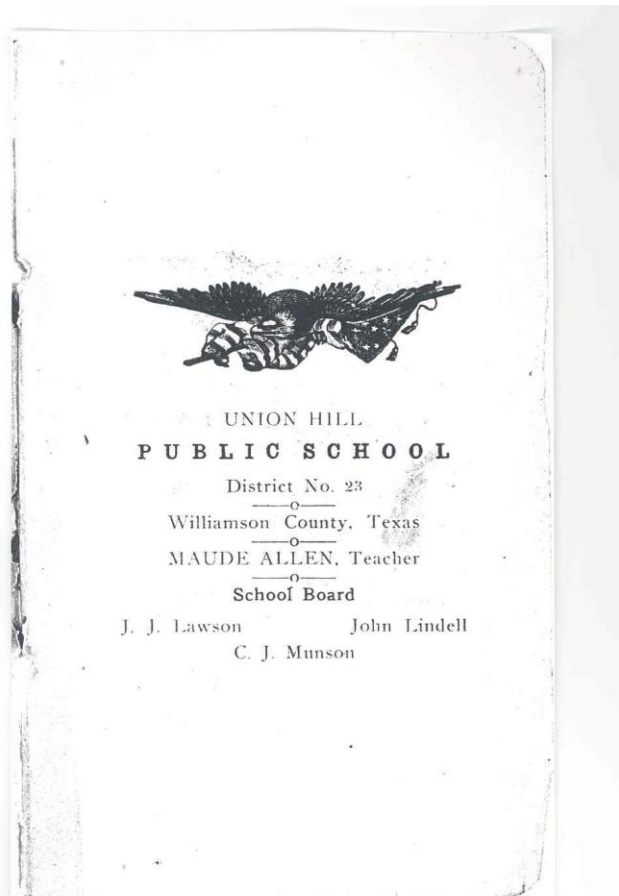 UNION HILL
PUBLIC SCHOOL
District No. 23
Williamson County, Texas
MAUDE ALLEN, Teacher
School Board
J. J. Lawson John Lindell
C. J. Munson